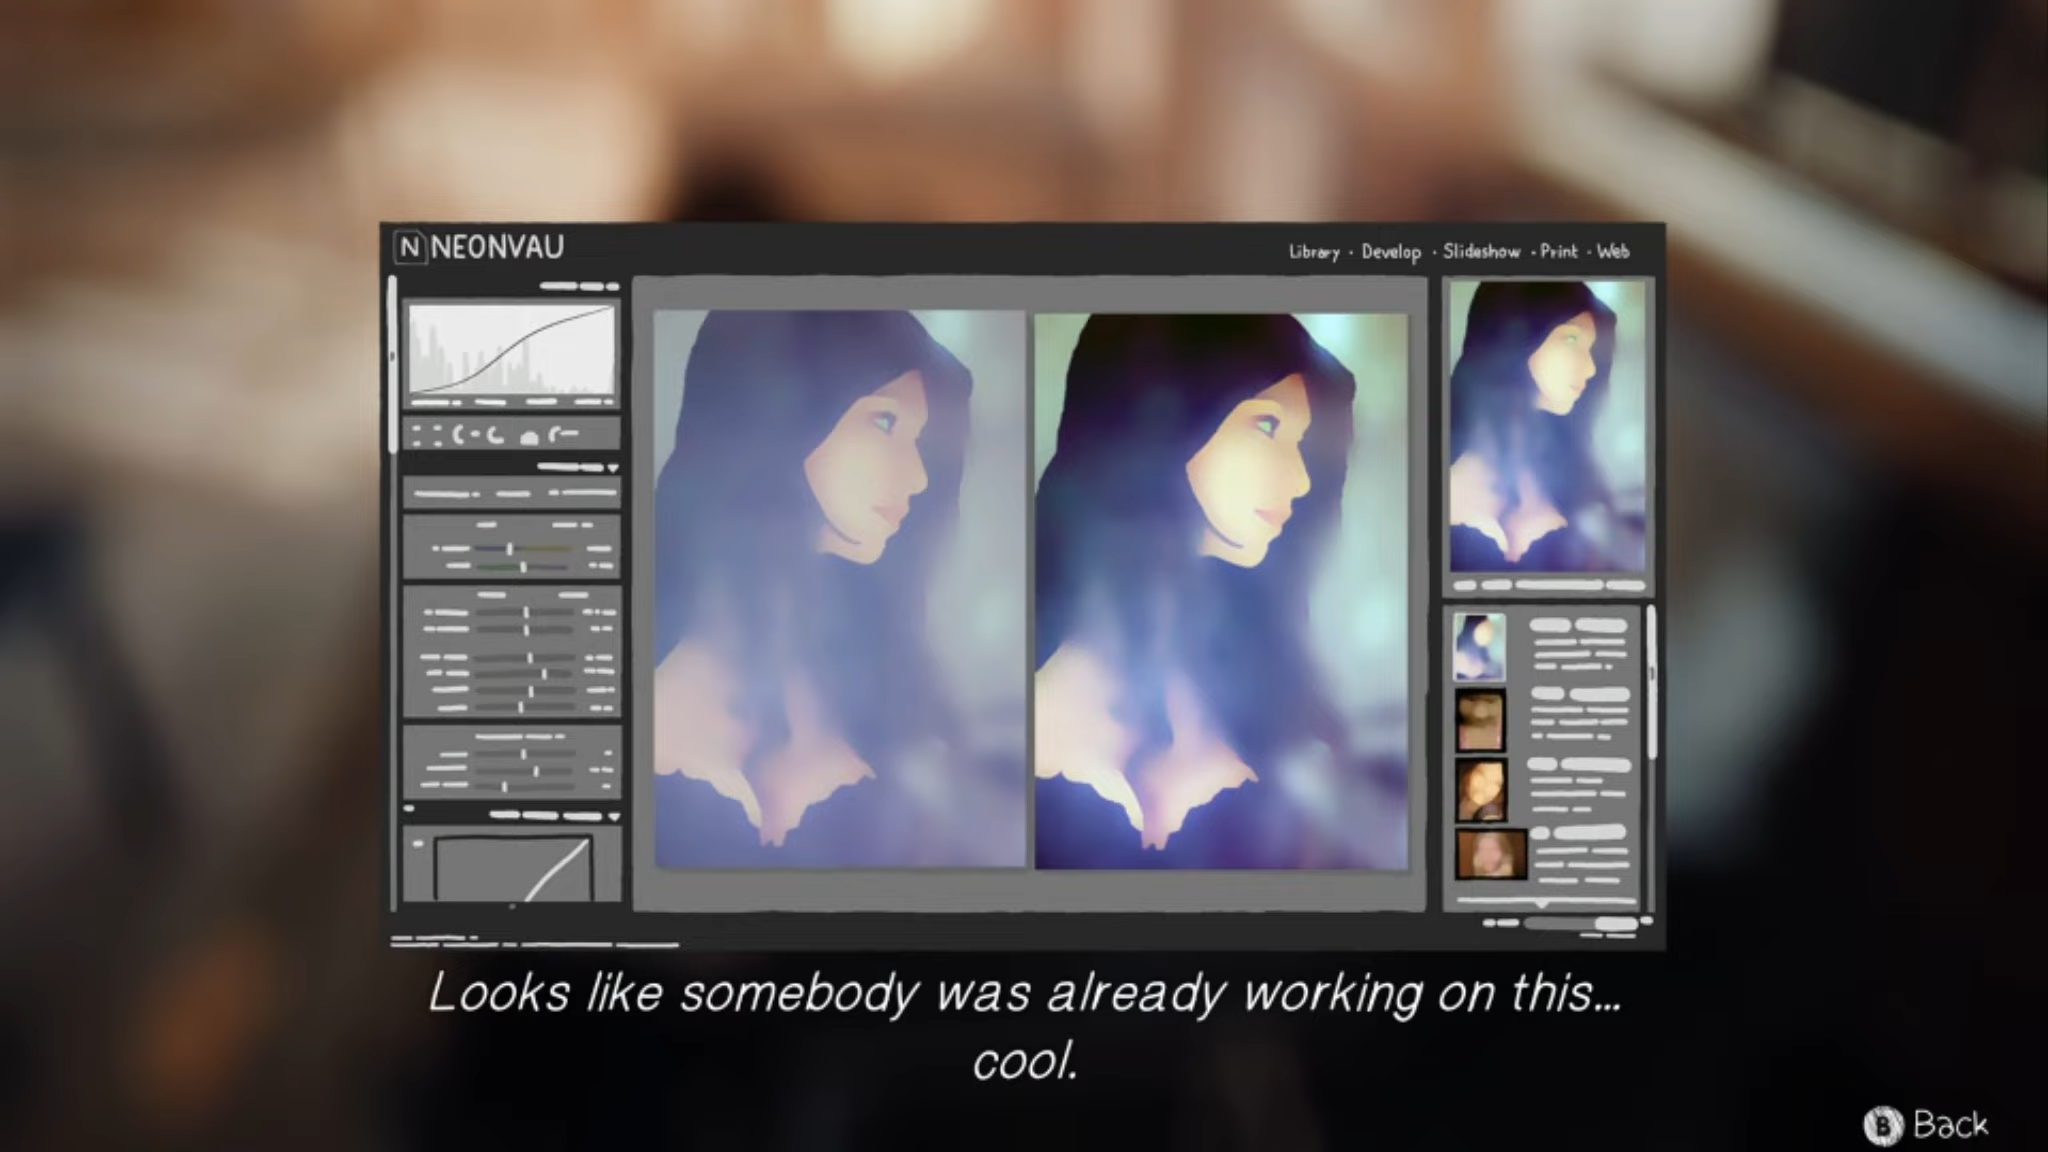 N NEONVAU
Library · Develop · Slideshow · Print · Web
Looks like somebody was already working on this...
cool.
B Back